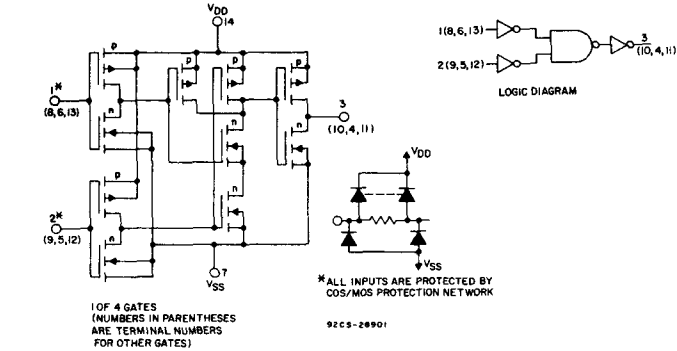 VDD
14
p
p
p
p
1*
(8,6,13)
n
n
n
3
(10,4,11)
p
2*
(9,5,12)
n
n
7
VSS
1(8,6,13)
2(9,5,12)
3
(10,4,11)
LOGIC DIAGRAM
VDD
VSS
*ALL INPUTS ARE PROTECTED BY
COS/MOS PROTECTION NETWORK
1 OF 4 GATES
(NUMBERS IN PARENTHESES
ARE TERMINAL NUMBERS
FOR OTHER GATES)
92CS-28901